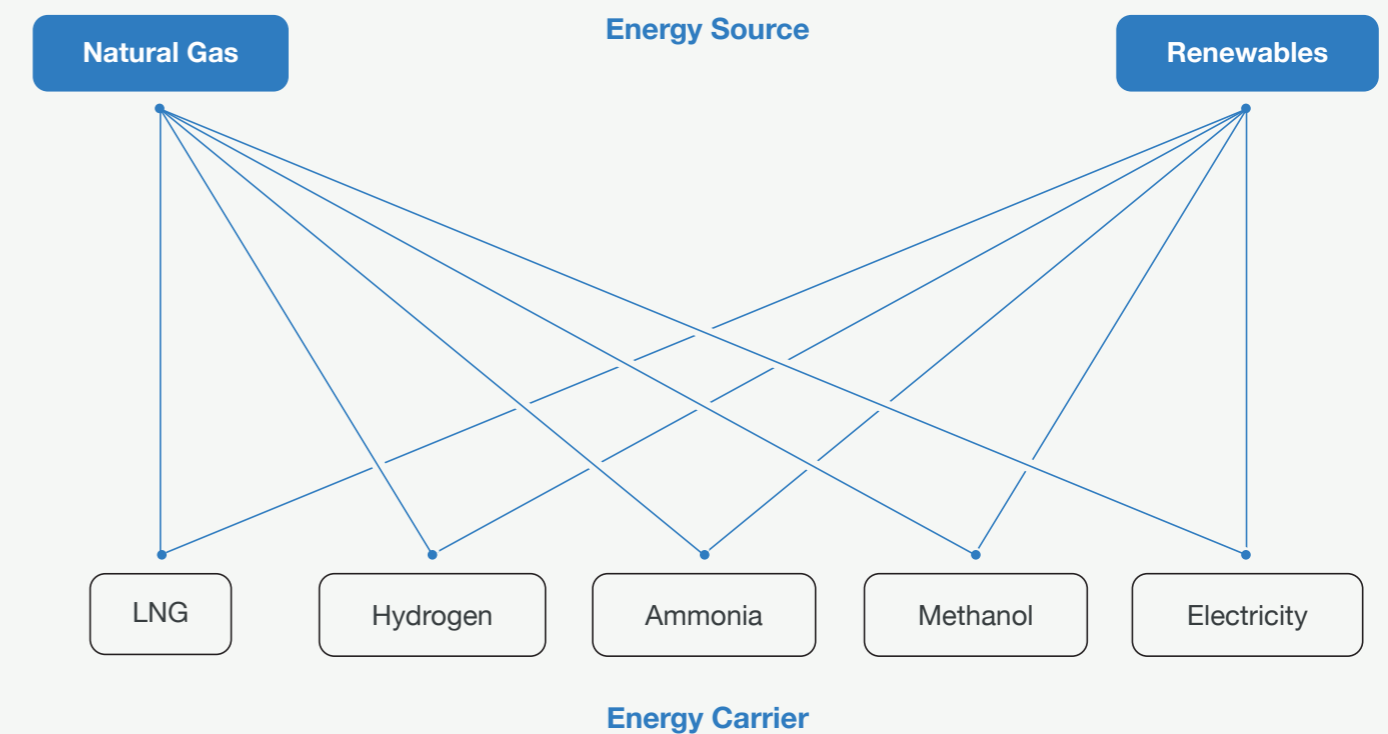 Energy Source
Natural Gas
Renewables
LNG
Hydrogen
Ammonia
Methanol
Electricity
Energy Carrier